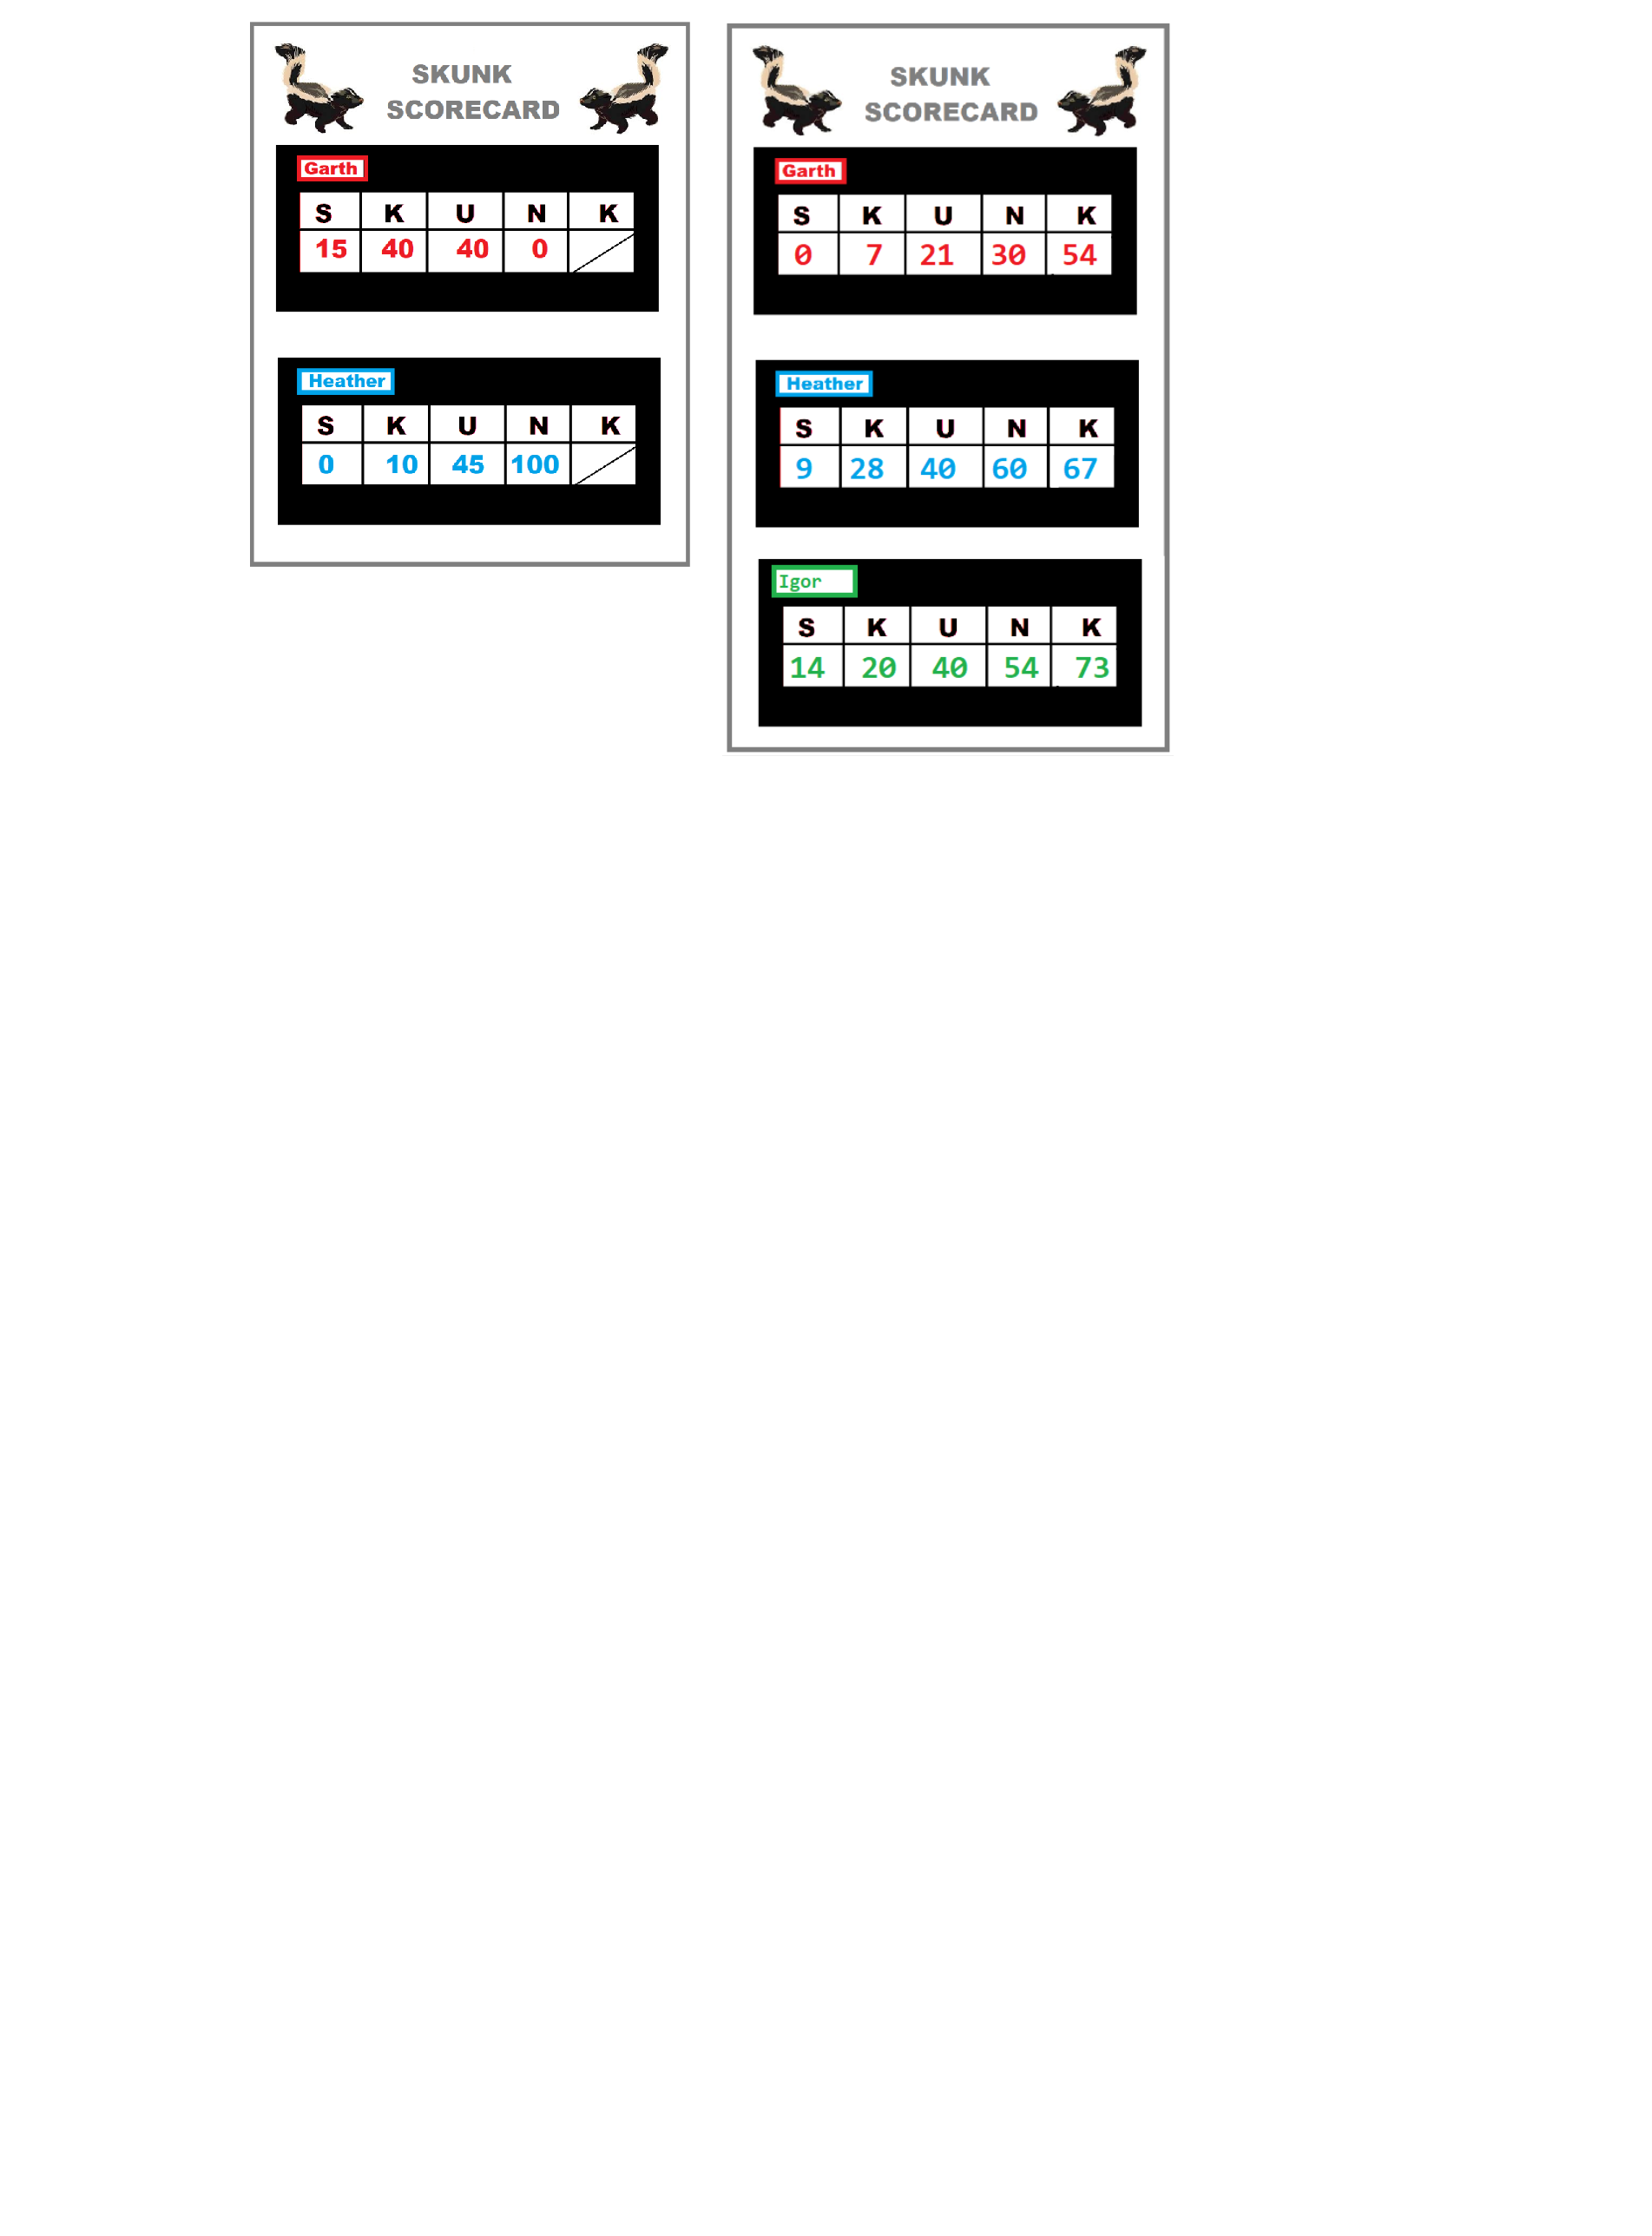 SKUNK
SCORECARD
Garth
S K U N K
15 40 40 0
Heather
S K U N K
0 10 45 100
SKUNK
SCORECARD
Garth
S K U N K
0 7 21 30 54
Heather
S K U N K
9 28 40 60 67
Igor
S K U N K
14 20 40 54 73